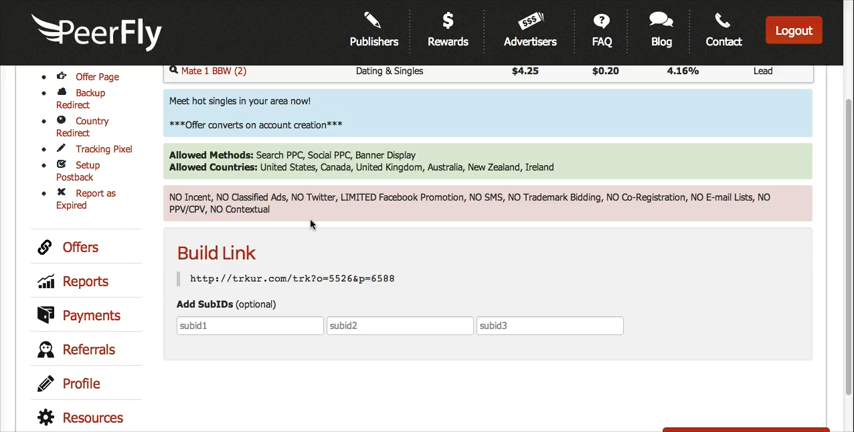 PeerFly
Publishers
Rewards
Advertisers
FAQ
Blog
Contact
Logout
Offer Page
Backup
Redirect
Country
Redirect
Tracking Pixel
Setup
Postback
Report as
Expired
Offers
Reports
Payments
Referrals
Profile
Resources
Mate 1 BBW (2) Dating & Singles $4.25 $0.20 4.16% Lead
Meet hot singles in your area now!
***Offer converts on account creation***
Allowed Methods: Search PPC, Social PPC, Banner Display
Allowed Countries: United States, Canada, United Kingdom, Australia, New Zealand, Ireland
NO Incent, NO Classified Ads, NO Twitter, LIMITED Facebook Promotion, NO SMS, NO Trademark Bidding, NO Co-Registration, NO E-mail Lists, NO
PPV/CPV, NO Contextual
Build Link
http://trkur.com/trk?o=5526&p=6588
Add SubIDs (optional)
subid1 subid2 subid3